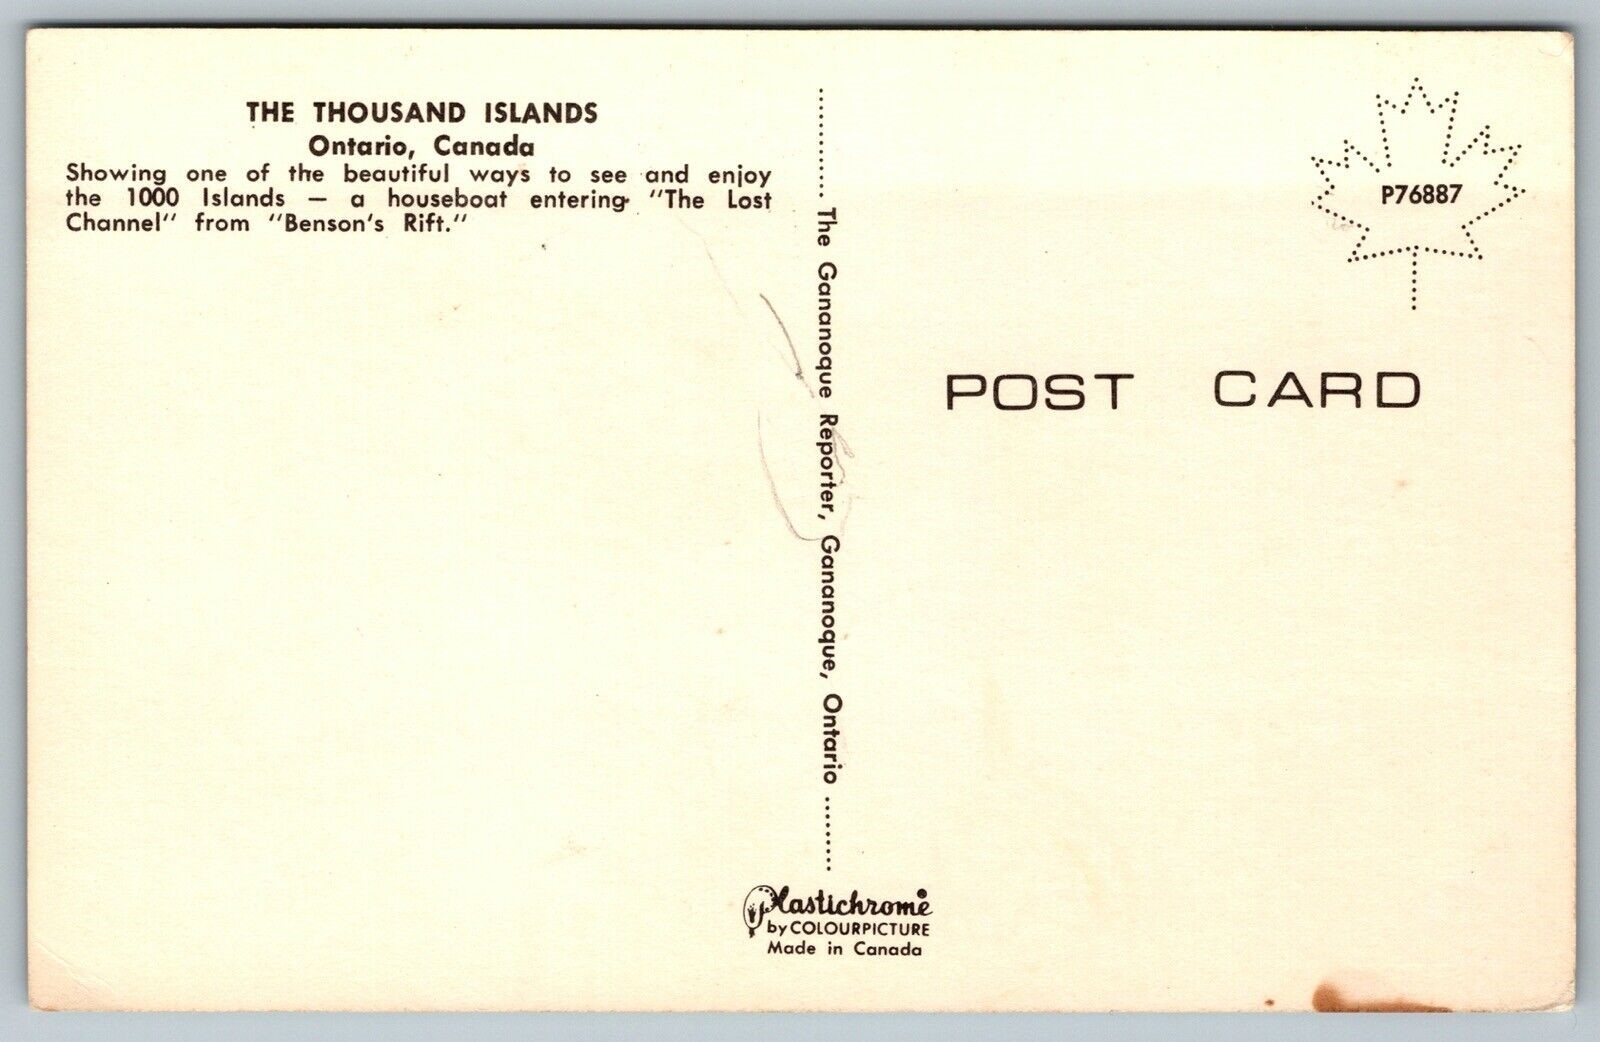 THE THOUSAND ISLANDS
Ontario, Canada
Showing one of the beautiful ways to see and enjoy
the 1000 Islands — a houseboat entering "The Lost
Channel" from "Benson's Rift."
The Gananoque Reporter, Gananoque, Ontario
P76887
POST CARD
Plastichrome
by COLOURPICTURE
Made in Canada